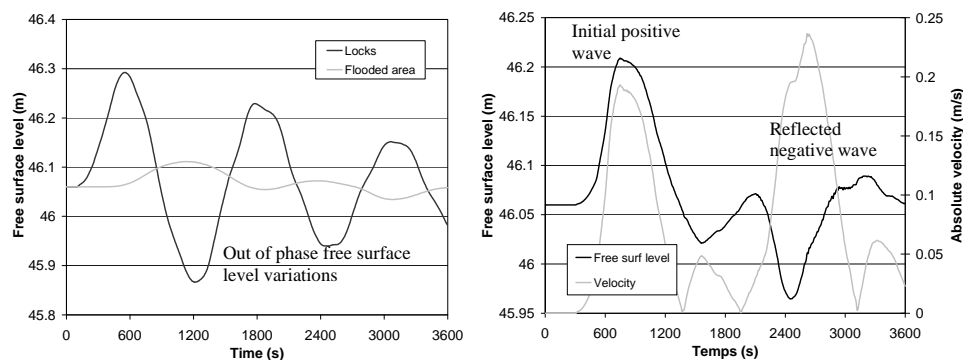 46.4
46.3
46.2
46.1
46
45.9
45.8
Free surface level (m)
Locks
Flooded area
Out of phase free surface
level variations
0 600 1200 1800 2400 3000 3600
Time (s)
46.25
46.2
46.15
46.1
46.05
46
45.95
Free surface level (m)
Initial positive
wave
Reflected
negative wave
Free surf level
Velocity
0.25
0.2
0.15
0.1
0.05
0
Absolute velocity (m/s)
0 600 1200 1800 2400 3000 3600
Temps (s)